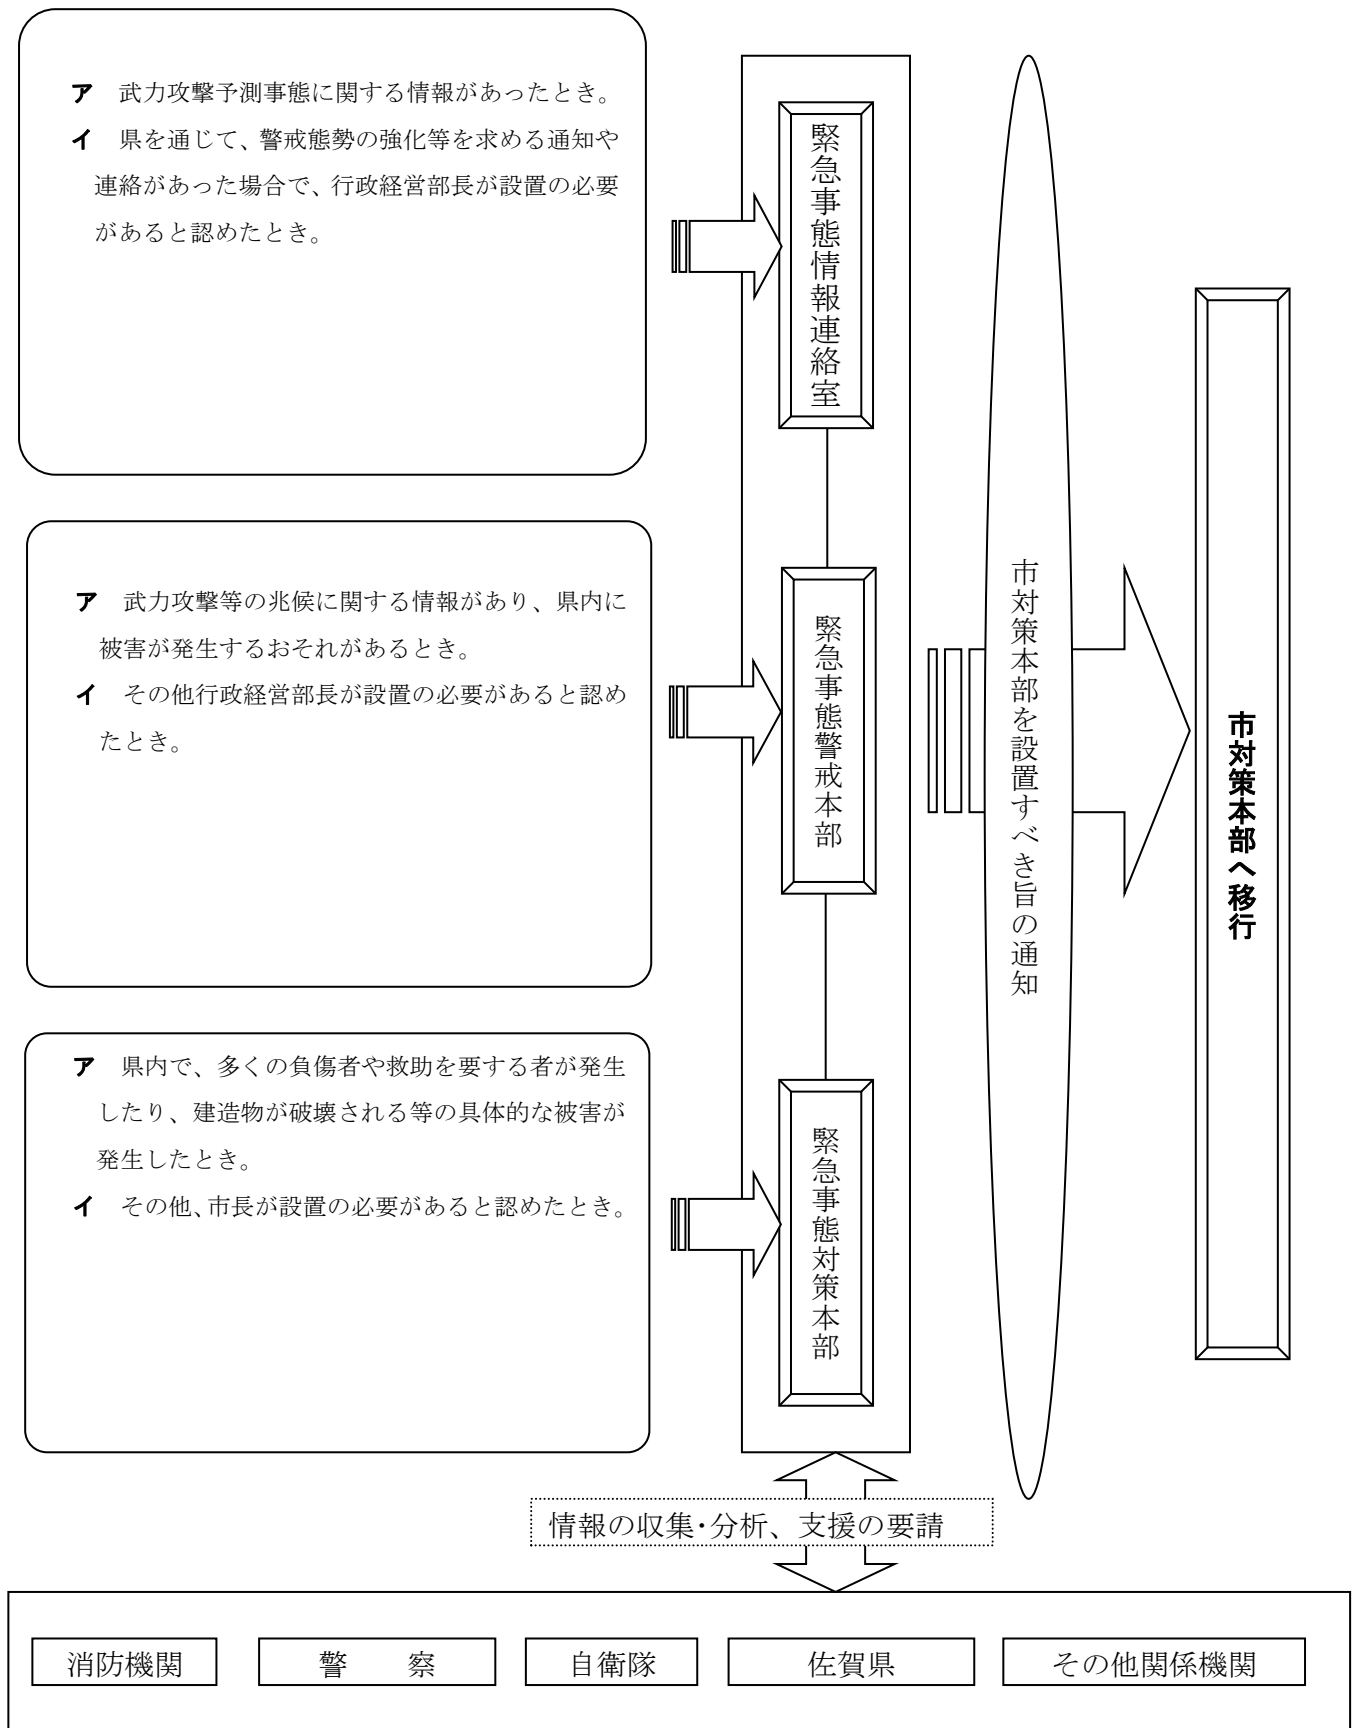 ア 武力攻撃予測事態に関する情報があったとき。
イ 県を通じて、警戒態勢の強化等を求める通知や
連絡があった場合で、行政経営部長が設置の必要
があると認めたとき。
緊急事態情報連絡室
ア 武力攻撃等の兆候に関する情報があり、県内に
被害が発生するおそれがあるとき。
イ その他行政経営部長が設置の必要があると認め
たとき。
緊急事態警戒本部
ア 県内で、多くの負傷者や救助を要する者が発生
したり、建造物が破壊される等の具体的な被害が
発生したとき。
イ その他、市長が設置の必要があると認めたとき。
緊急事態対策本部
市対策本部を設置すべき旨の通知
市対策本部へ移行
情報の収集・分析、支援の要請
消防機関
警 察
自衛隊
佐賀県
その他関係機関